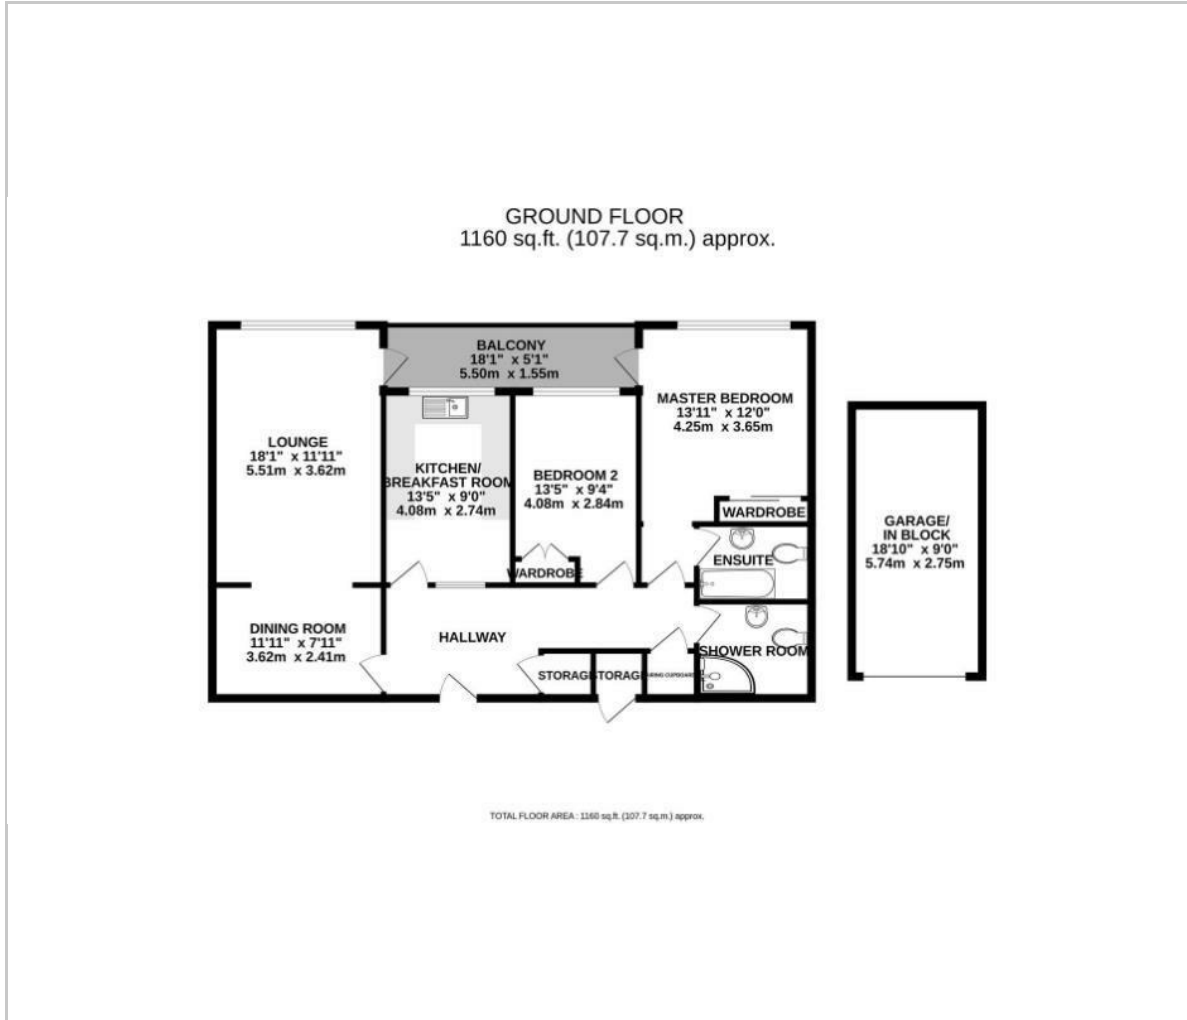 GROUND FLOOR
1160 sq.ft. (107.7 sq.m.) approx.
BALCONY
18'1" x 5'1"
5.50m x 1.55m
MASTER BEDROOM
13'11" x 12'0"
4.25m x 3.65m
LOUNGE
18'1" x 11'11"
5.51m x 3.62m
KITCHEN/
BREAKFAST ROOM
13'5" x 9'0"
4.08m x 2.74m
BEDROOM 2
13'5" x 9'4"
4.08m x 2.84m
WARDROBE
GARAGE/
IN BLOCK
18'10" x 9'0"
5.74m x 2.75m
ENSUITE
WARDROBE
DINING ROOM
11'11" x 7'11"
3.62m x 2.41m
HALLWAY
SHOWER ROOM
STORAGE
STORAGE
CUPBOARD
TOTAL FLOOR AREA : 1160 sq.ft. (107.7 sq.m.) approx.